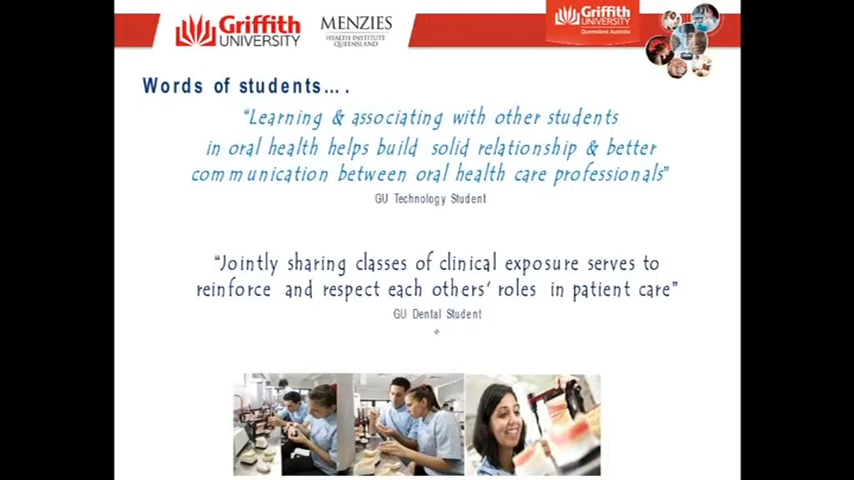 Griffith
UNIVERSITY
MENZIES
HEALTH INSTITUTE
QUEENSLAND
Griffith
UNIVERSITY
Queensland, Australia
Words of students....
"Learning & associating with other students
in oral health helps build solid relationship & better
communication between oral health care professionals"
GU Technology Student
"Jointly sharing classes of clinical exposure serves to
reinforce and respect each others' roles in patient care"
GU Dental Student